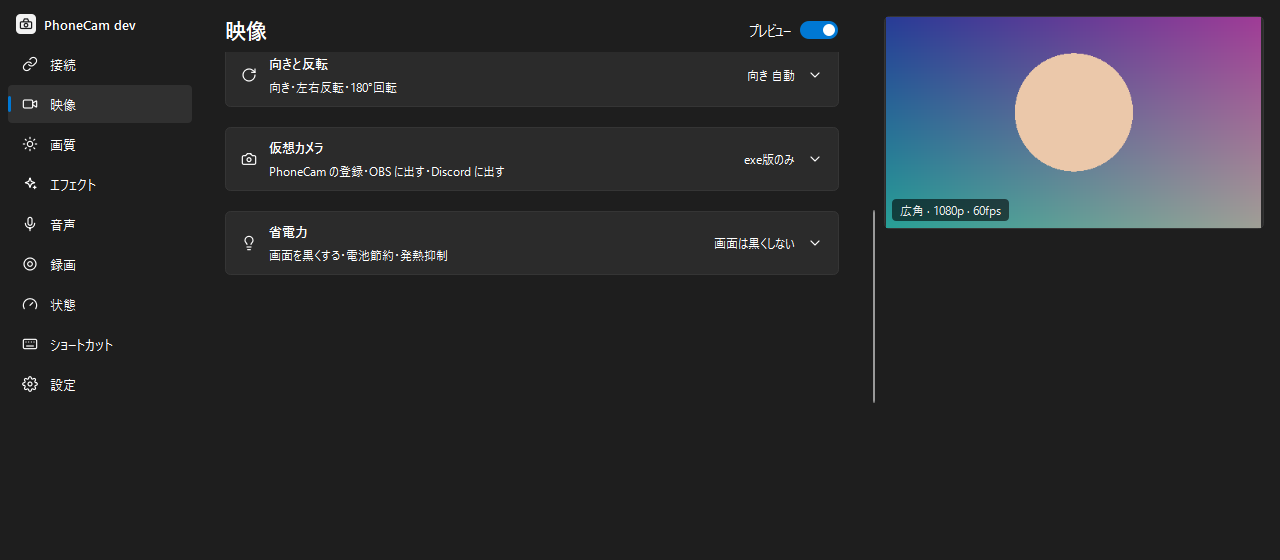 PhoneCam dev
接続
映像
画質
エフェクト
音声
録画
状態
ショートカット
設定
映像
プレビュー
向きと反転
向き・左右反転・180°回転
向き 自動
仮想カメラ
PhoneCam の登録・OBS に出す・Discord に出す
exe版のみ
省電力
画面を黒くする・電池節約・発熱抑制
画面は黒くしない
広角 · 1080p · 60fps